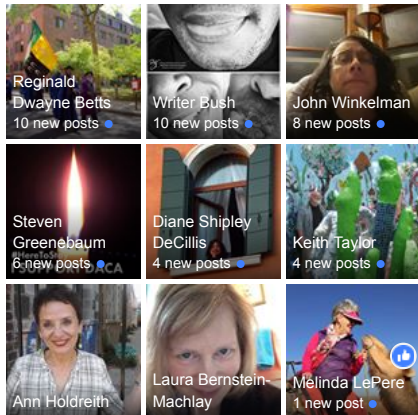 Reginald
Dwayne Betts
10 new posts
Writer Bush
10 new posts
John Winkelman
8 new posts
Steven
Greenebaum
6 new posts
Diane Shipley
DeCillis
4 new posts
Keith Taylor
4 new posts
Ann Holdreith
Laura Bernstein-
Machlay
Melinda LePere
1 new post